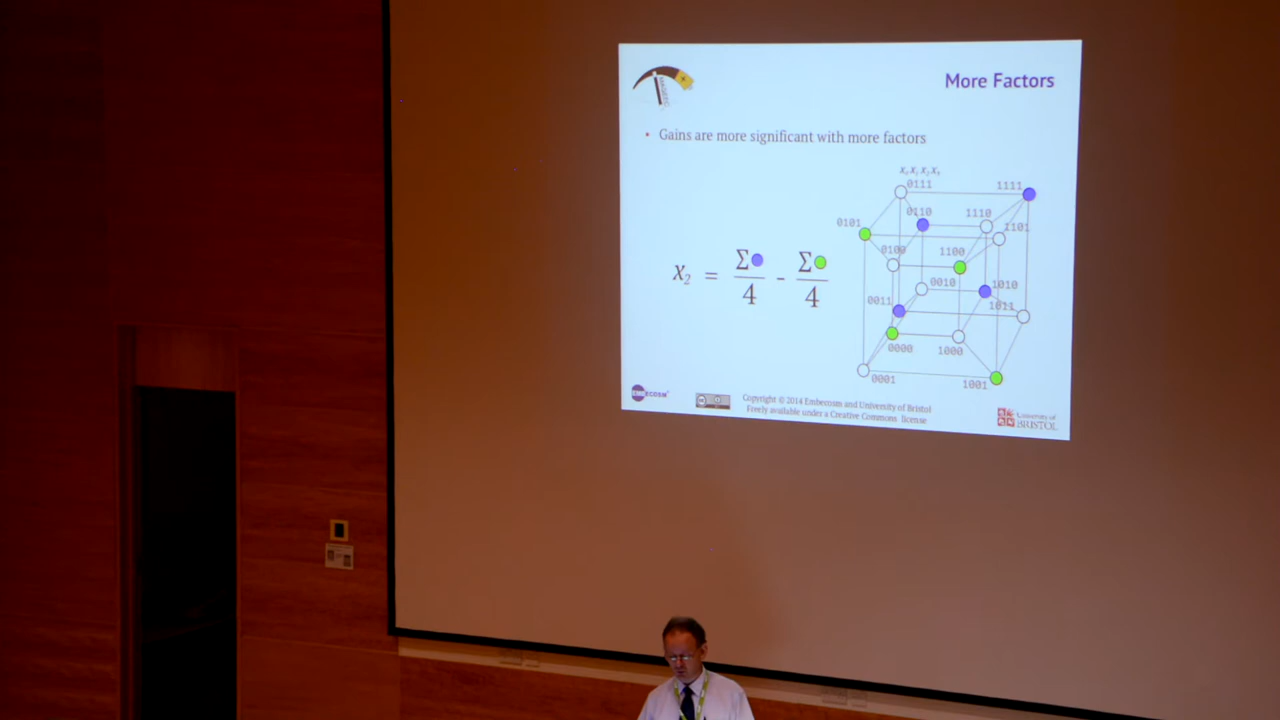 More Factors
• Gains are more significant with more factors
0111
1111
0110
1110
0101
1101
0100
1100
0010
1010
0011
1011
0000
1000
0001
1001
X₂ = Σ/4 - Σ/4
EMBECOSM
Copyright © 2014 Embecosm and University of Bristol
Freely available under a Creative Commons license
University of
BRISTOL